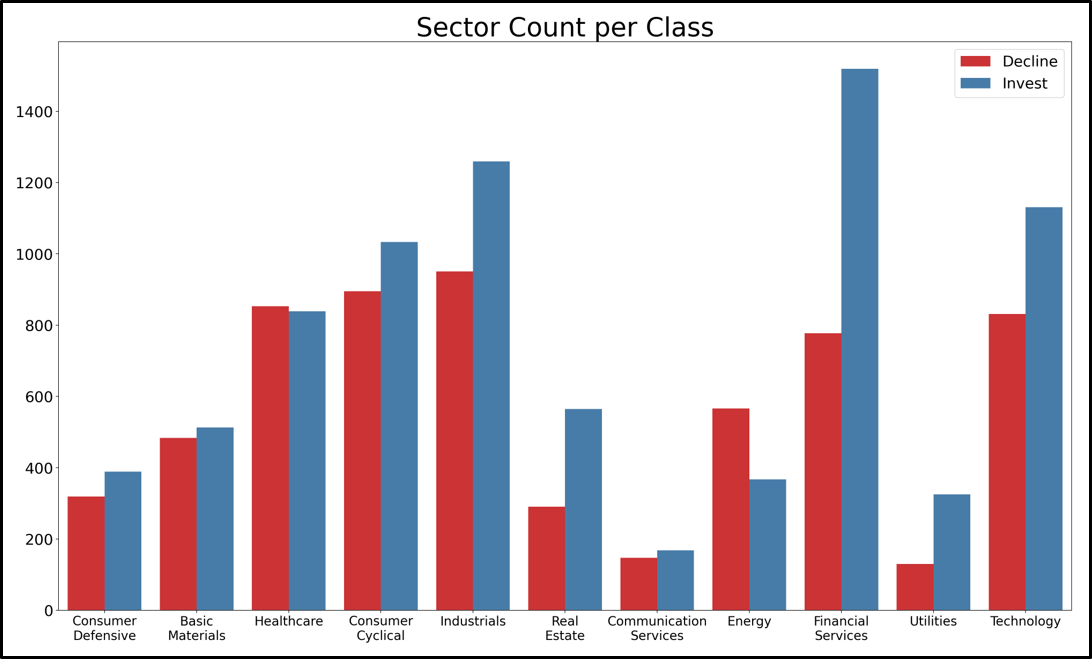 Sector Count per Class
Decline
Invest
1400
1200
1000
800
600
400
200
0
Consumer
Defensive
Basic
Materials
Healthcare
Consumer
Cyclical
Industrials
Real
Estate
Communication
Services
Energy
Financial
Services
Utilities
Technology